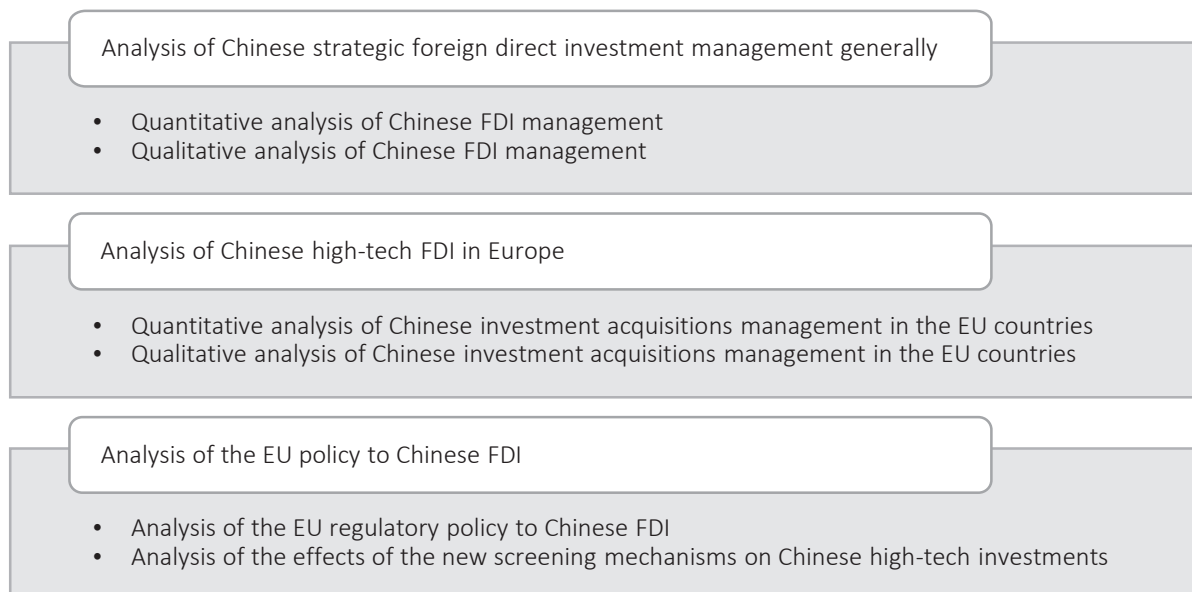 Analysis of Chinese strategic foreign direct investment management generally
• Quantitative analysis of Chinese FDI management
• Qualitative analysis of Chinese FDI management
Analysis of Chinese high-tech FDI in Europe
• Quantitative analysis of Chinese investment acquisitions management in the EU countries
• Qualitative analysis of Chinese investment acquisitions management in the EU countries
Analysis of the EU policy to Chinese FDI
• Analysis of the EU regulatory policy to Chinese FDI
• Analysis of the effects of the new screening mechanisms on Chinese high-tech investments